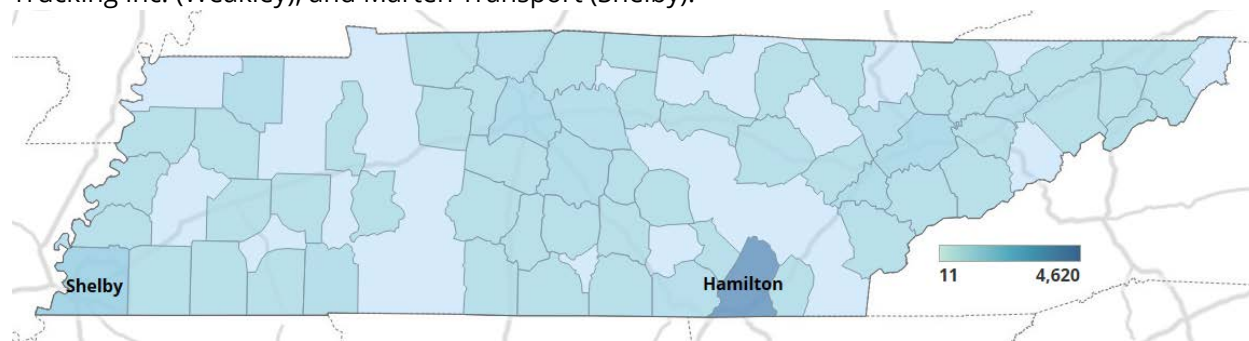 Trucking Inc. (Weakley), and Marten Transport (Shelby).
Shelby
Hamilton
11
4,620